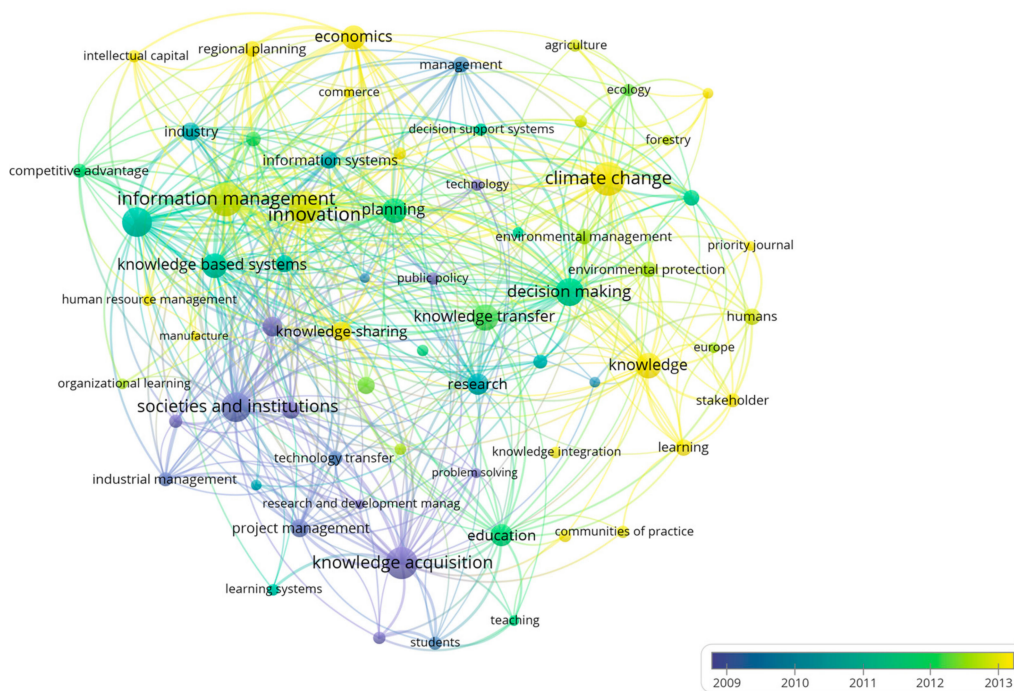 economics
intellectual capital
regional planning
agriculture
management
commerce
ecology
industry
decision support systems
forestry
information systems
competitive advantage
technology
climate change
information management
innovation
planning
environmental management
priority journal
knowledge based systems
public policy
environmental protection
decision making
human resource management
knowledge transfer
humans
manufacture
knowledge-sharing
europe
knowledge
organizational learning
research
societies and institutions
stakeholder
learning
technology transfer
knowledge integration
industrial management
problem solving
research and development manag
project management
education
communities of practice
knowledge acquisition
learning systems
teaching
students
2009 2010 2011 2012 2013